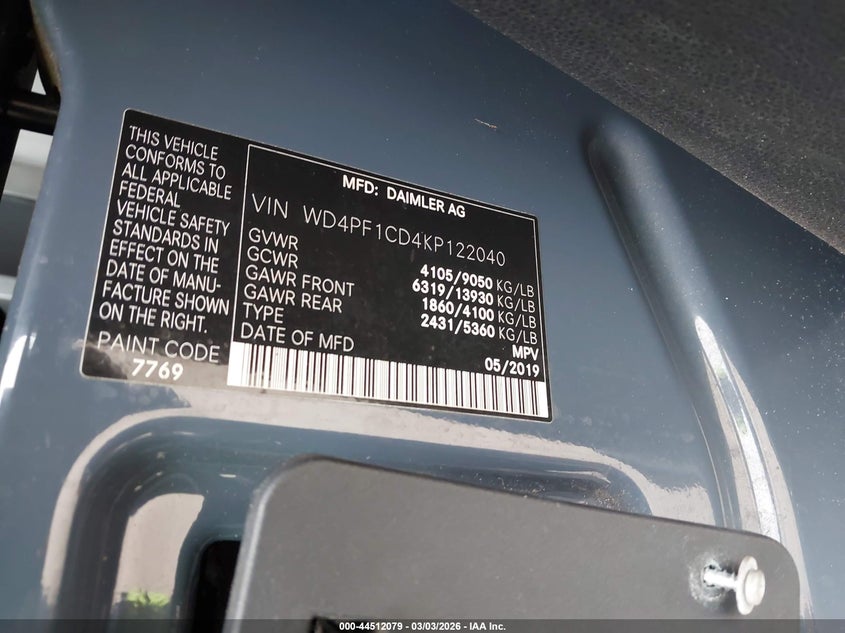 THIS VEHICLE
CONFORMS TO
ALL APPLICABLE
FEDERAL
VEHICLE SAFETY
STANDARDS IN
EFFECT ON THE
DATE OF MANU-
FACTURE SHOWN
ON THE RIGHT.
PAINT CODE
7769
MFD: DAIMLER AG
VIN WD4PF1CD4KP122040
GVWR 4105/9050 KG/LB
GCWR 6319/13930 KG/LB
GAWR FRONT 1860/4100 KG/LB
GAWR REAR 2431/5360 KG/LB
TYPE MPV
DATE OF MFD 05/2019
000-44512079 - 03/03/2026 - IAA Inc.